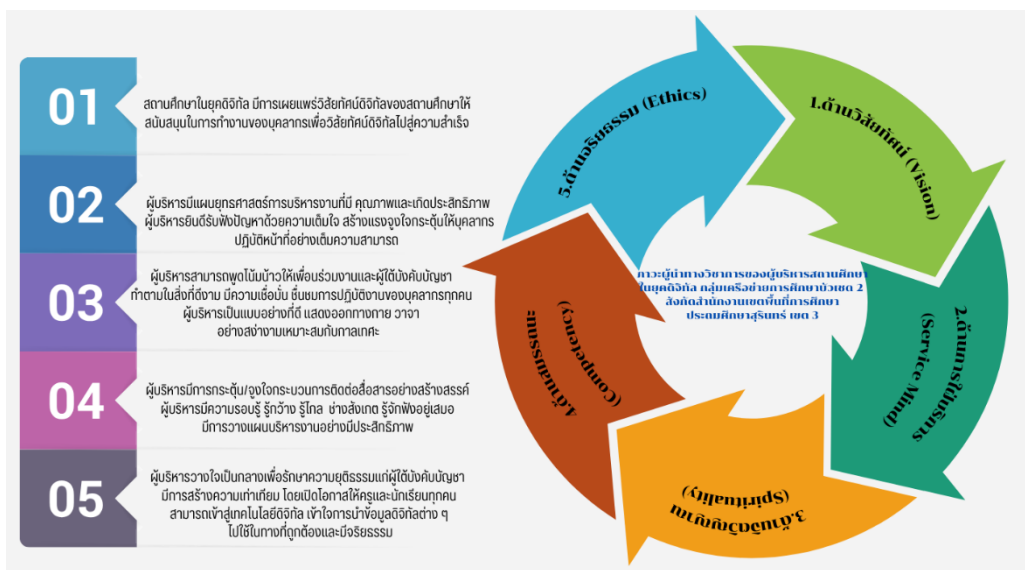 01
สถานศึกษาในยุคดิจิทัล มีการเผยแพร่วิสัยทัศน์ดิจิทัลของสถานศึกษาให้
สนับสนุนในการทำงานของบุคลากรเพื่อวิสัยทัศน์ดิจิทัลไปสู่ความสำเร็จ
02
ผู้บริหารมีแผนยุทธศาสตร์การบริหารงานที่มี คุณภาพและเกิดประสิทธิภาพ
ผู้บริหารยินดีรับฟังปัญหาด้วยความเต็มใจ สร้างแรงจูงใจกระตุ้นให้บุคลากร
ปฏิบัติหน้าที่อย่างเต็มความสามารถ
03
ผู้บริหารสามารถพูดโน้มน้าวให้เพื่อนร่วมงานและผู้ใต้บังคับบัญชา
ทำตามในสิ่งที่ดีงาม มีความเชื่อมั่น ชื่นชมการปฏิบัติงานของบุคลากรทุกคน
ผู้บริหารเป็นแบบอย่างที่ดี แสดงออกทางกาย วาจา
อย่างสง่างามเหมาะสมกับกาลเทศะ
04
ผู้บริหารมีการกระตุ้น/จูงใจกระบวนการติดต่อสื่อสารอย่างสร้างสรรค์
ผู้บริหารมีความรอบรู้ รู้กว้าง รู้ไกล ช่างสังเกต รู้จักฟังอยู่เสมอ
มีการวางแผนบริหารงานอย่างมีประสิทธิภาพ
05
ผู้บริหารวางใจเป็นกลางเพื่อรักษาความยุติธรรมแก่ผู้ใต้บังคับบัญชา
มีการสร้างความเท่าเทียม โดยเปิดโอกาสให้ครูและนักเรียนทุกคน
สามารถเข้าสู่เทคโนโลยีดิจิทัล เข้าใจการนำข้อมูลดิจิทัลต่าง ๆ
ไปใช้ในทางที่ถูกต้องและมีจริยธรรม
1.ด้านวิสัยทัศน์ (Vision)
2.ด้านการใช้บริการ
(Service Mind)
3.ด้านจิตวิญญาณ
(Spirituality)
4.ด้านสมรรถนะ
(Competency)
5.ด้านจริยธรรม (Ethics)
ภาวะผู้นำทางวิชาการของผู้บริหารสถานศึกษา
ในยุคดิจิทัล กลุ่มเครือข่ายการศึกษาบัวเชด 2
สังกัดสำนักงานเขตพื้นที่การศึกษา
ประถมศึกษาสุรินทร์ เขต 3